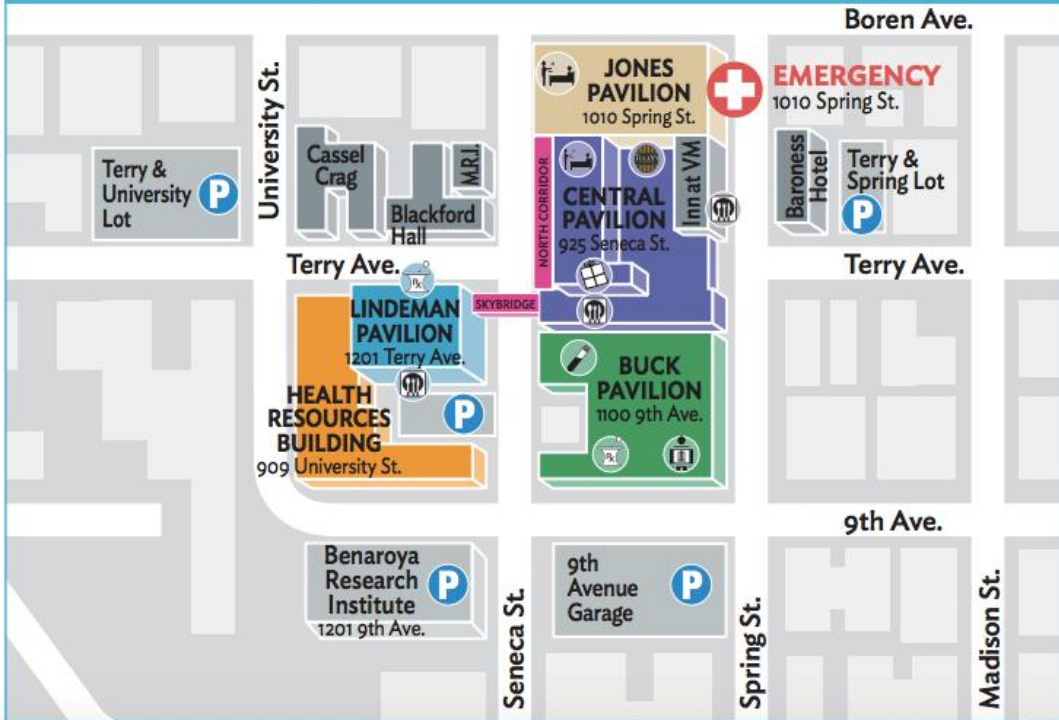 Boren Ave.
University St.
JONES
PAVILION
1010 Spring St.
EMERGENCY
1010 Spring St.
Terry &
University
Lot
P
Cassel
Crag
M.R.J.
Blackford
Hall
NORTH CORRIDOR
CENTRAL
PAVILION
925 Seneca St.
Inn at VM
Baroness
Hotel
Terry &
Spring Lot
P
Terry Ave.
Terry Ave.
Rx
SKYBRIDGE
LINDEMAN
PAVILION
1201 Terry Ave.
HEALTH
RESOURCES
BUILDING
909 University St.
P
BUCK
PAVILION
1100 9th Ave.
Rx
9th Ave.
Benaroya
Research
Institute
1201 9th Ave.
P
Seneca St.
9th
Avenue
Garage
P
Spring St.
Madison St.